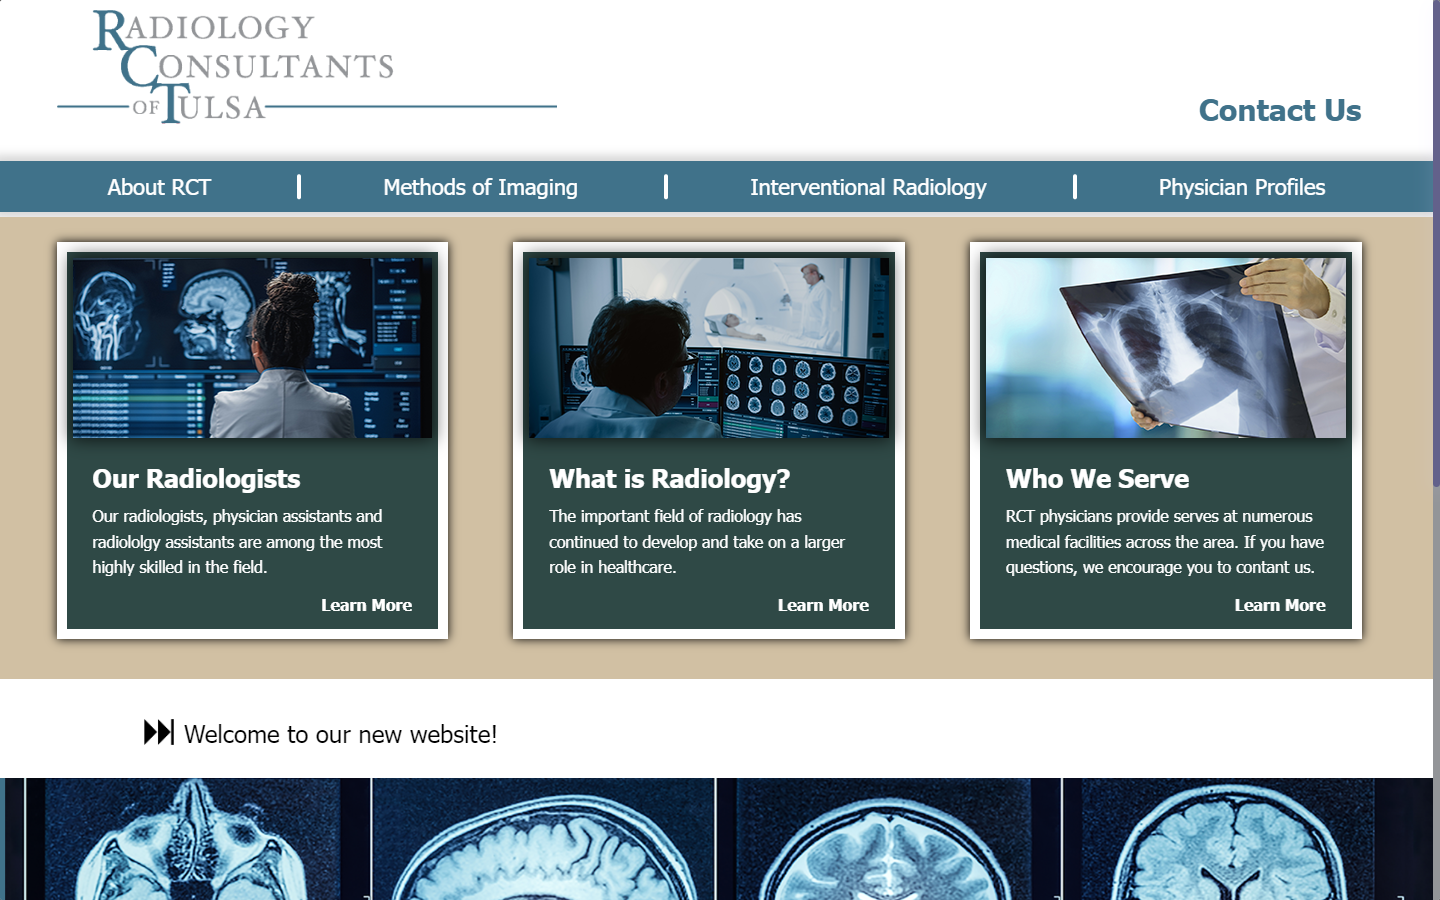 RADIOLOGY
CONSULTANTS
OF TULSA
Contact Us
About RCT
Methods of Imaging
Interventional Radiology
Physician Profiles
Our Radiologists
Our radiologists, physician assistants and
radiololgy assistants are among the most
highly skilled in the field.
Learn More
What is Radiology?
The important field of radiology has
continued to develop and take on a larger
role in healthcare.
Learn More
Who We Serve
RCT physicians provide serves at numerous
medical facilities across the area. If you have
questions, we encourage you to contant us.
Learn More
Welcome to our new website!